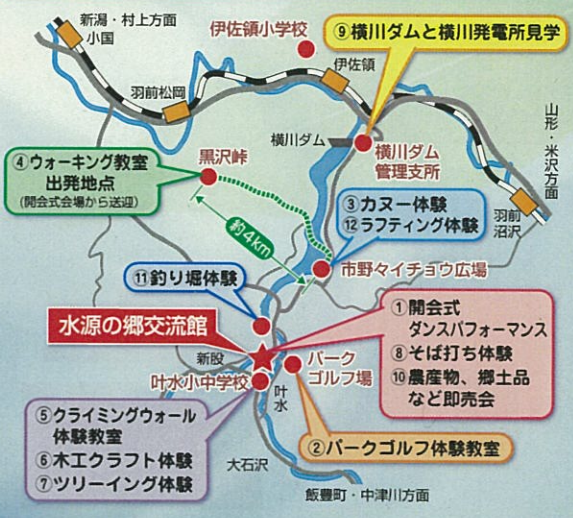 新潟・村上方面
小国
伊佐領小学校
⑨横川ダムと横川発電所見学
伊佐領
羽前松岡
山形・米沢方面
横川ダム
横川ダム
管理支所
黒沢峠
④ウォーキング教室
出発地点
(開会式会場から送迎)
羽前
沼沢
③カヌー体験
⑫ラフティング体験
約4km
市野々イチョウ広場
⑪釣り堀体験
①開会式
ダンスパフォーマンス
⑧そば打ち体験
⑩農産物、郷土品
など即売会
水源の郷交流館
新股
パーク
ゴルフ場
叶水小中学校
叶水
⑤クライミングウォール
体験教室
⑥木工クラフト体験
⑦ツリーイング体験
②パークゴルフ体験教室
大石沢
飯豊町・中津川方面